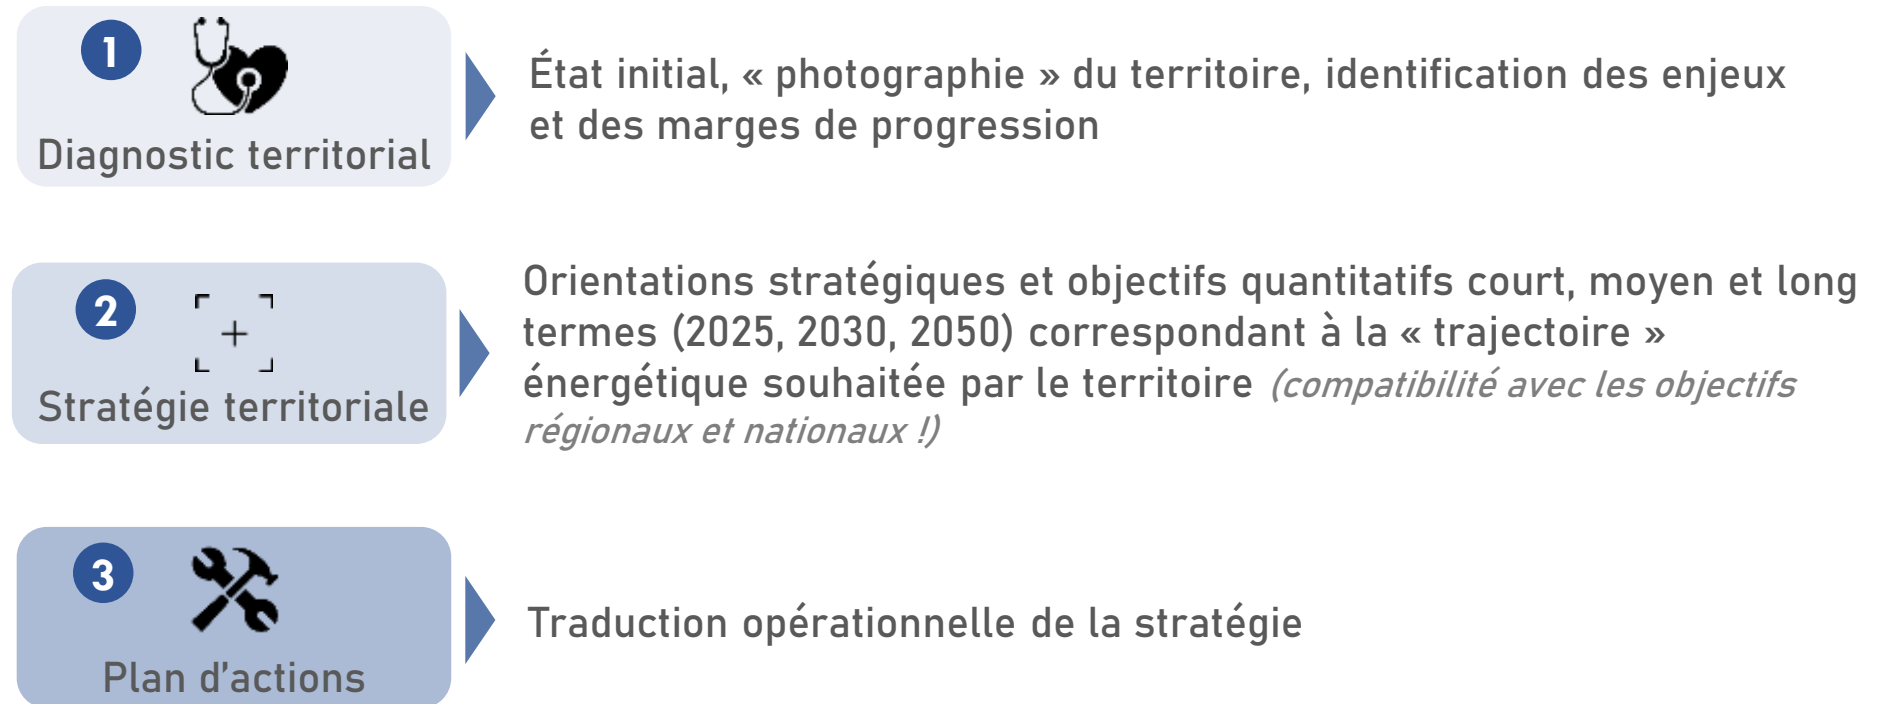 1
Diagnostic territorial
État initial, « photographie » du territoire, identification des enjeux
et des marges de progression
2
Stratégie territoriale
Orientations stratégiques et objectifs quantitatifs court, moyen et long
termes (2025, 2030, 2050) correspondant à la « trajectoire »
énergétique souhaitée par le territoire (compatibilité avec les objectifs
régionaux et nationaux !)
3
Plan d’actions
Traduction opérationnelle de la stratégie